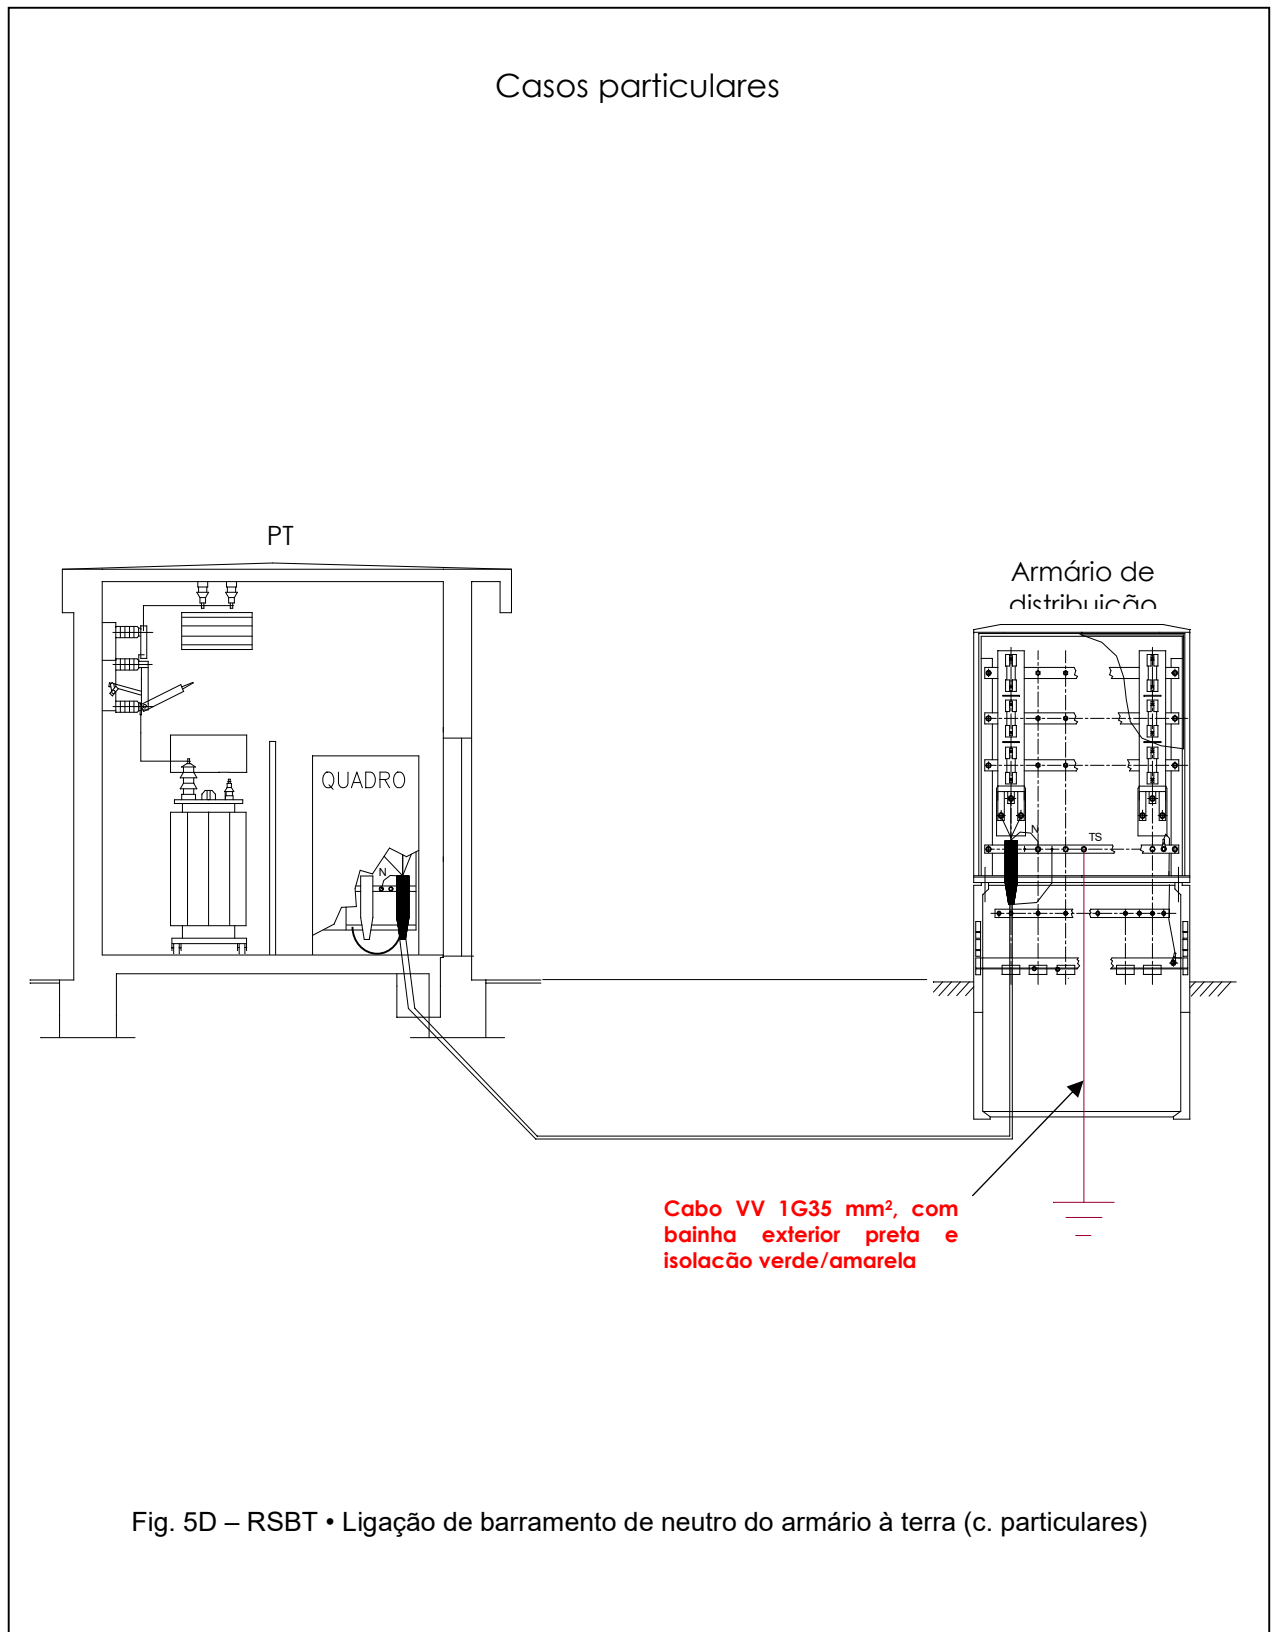 Casos particulares
PT
Armário de
distribuição
QUADRO
N
N
TS
Cabo VV 1G35 mm², com
bainha exterior preta e
isolacão verde/amarela
Fig. 5D – RSBT • Ligação de barramento de neutro do armário à terra (c. particulares)